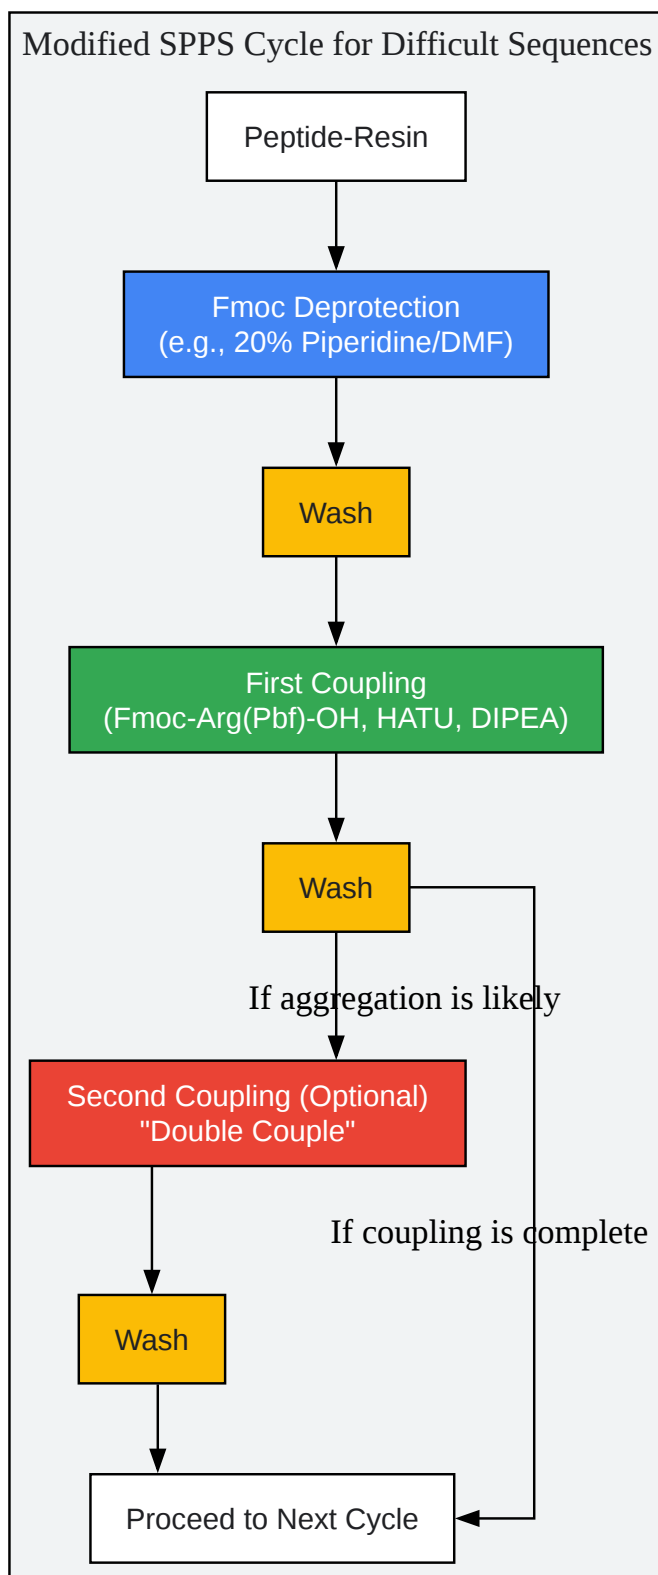 Modified SPPS Cycle for Difficult Sequences
Peptide-Resin
Fmoc Deprotection
(e.g., 20% Piperidine/DMF)
Wash
First Coupling
(Fmoc-Arg(Pbf)-OH, HATU, DIPEA)
Wash
If aggregation is likely
Second Coupling (Optional)
"Double Couple"
If coupling is complete
Wash
Proceed to Next Cycle